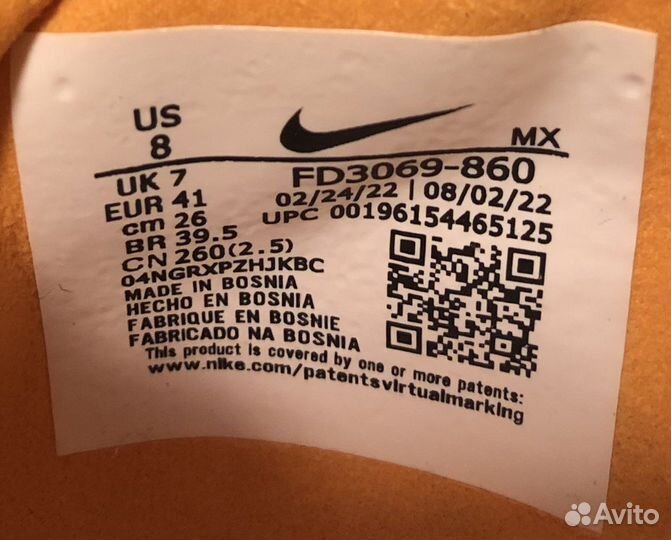 US
8
MX
UK 7
FD3069-860
EUR 41
02/24/22 | 08/02/22
cm 26
UPC 00196154465125
BR 39.5
CN 260(2.5)
04NGRXPZHJKBC
MADE IN BOSNIA
HECHO EN BOSNIA
FABRIQUE EN BOSNIE
FABRICADO NA BOSNIA
This product is covered by one or more patents:
www.nike.com/patentsvirtualmarking
Avito